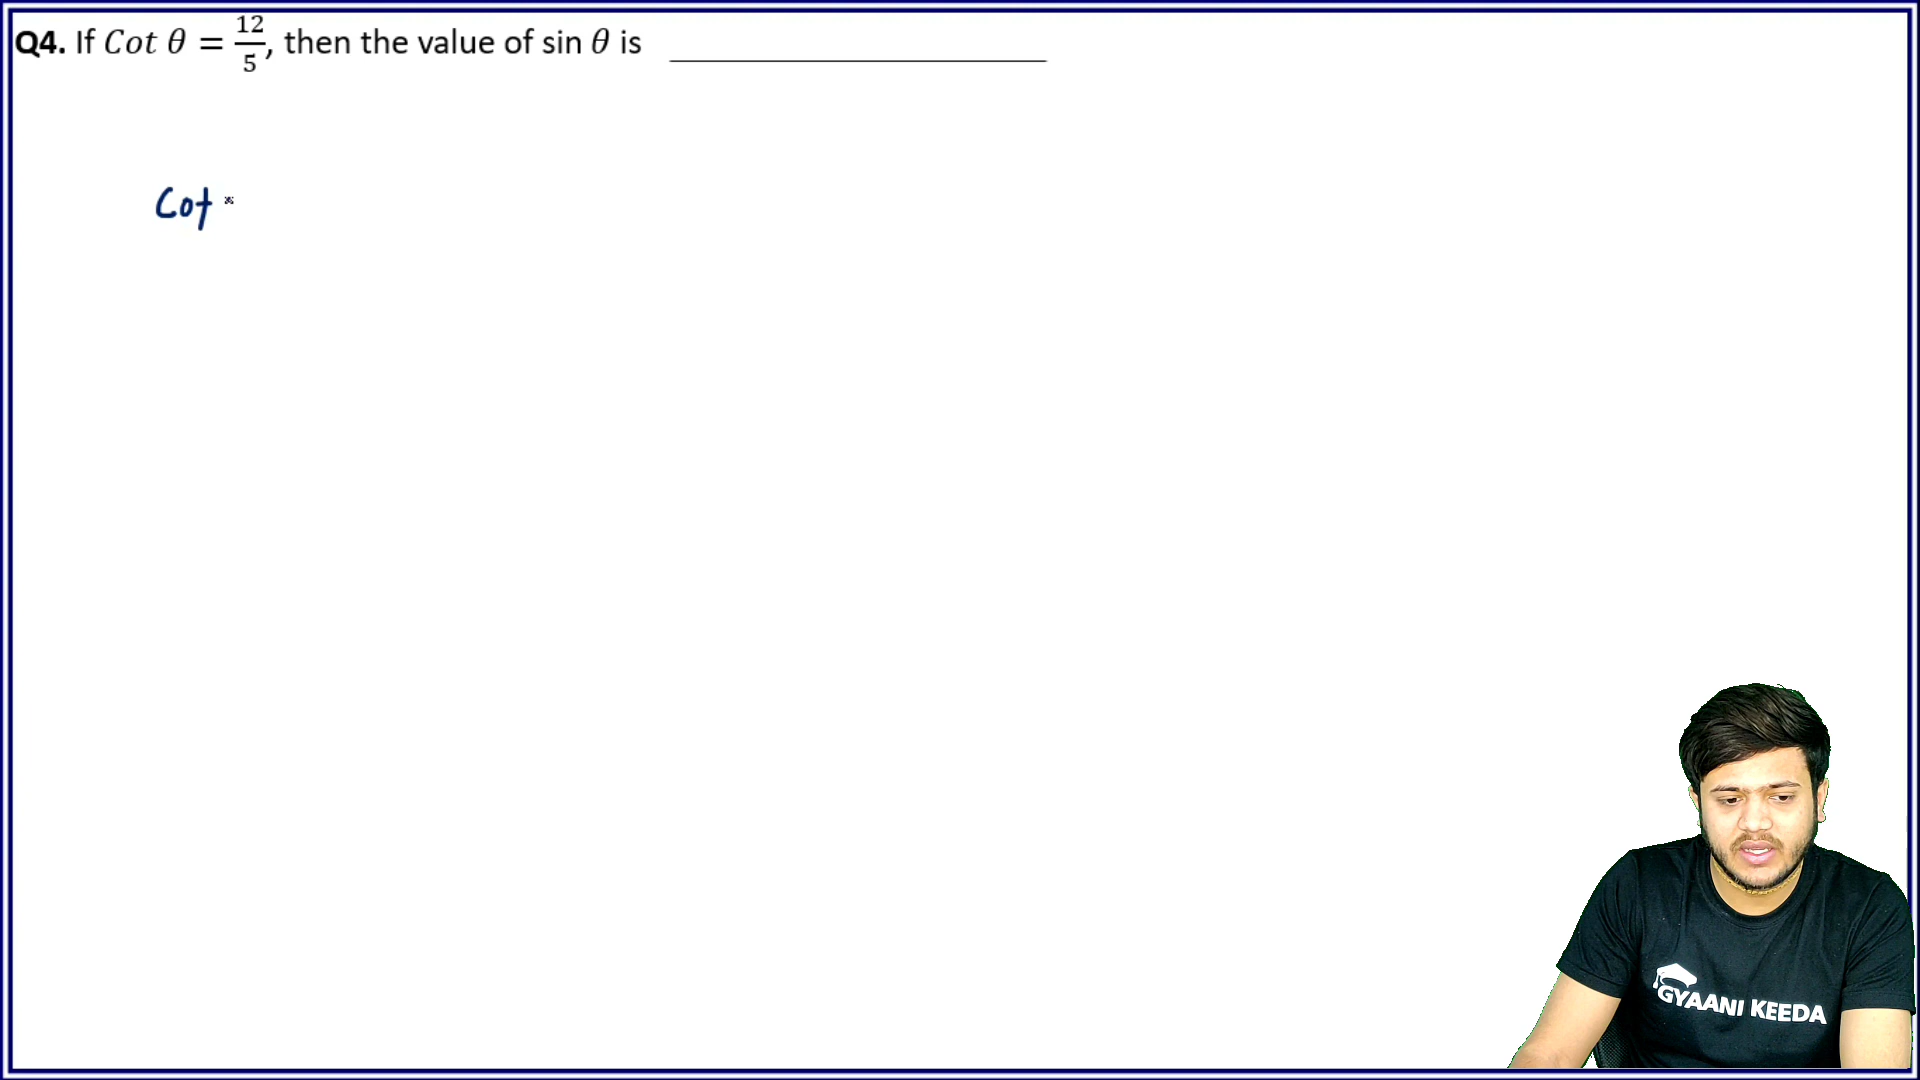 Q4. If Cot θ = 12/5, then the value of sin θ is ____________
Cot
GYAANI KEEDA